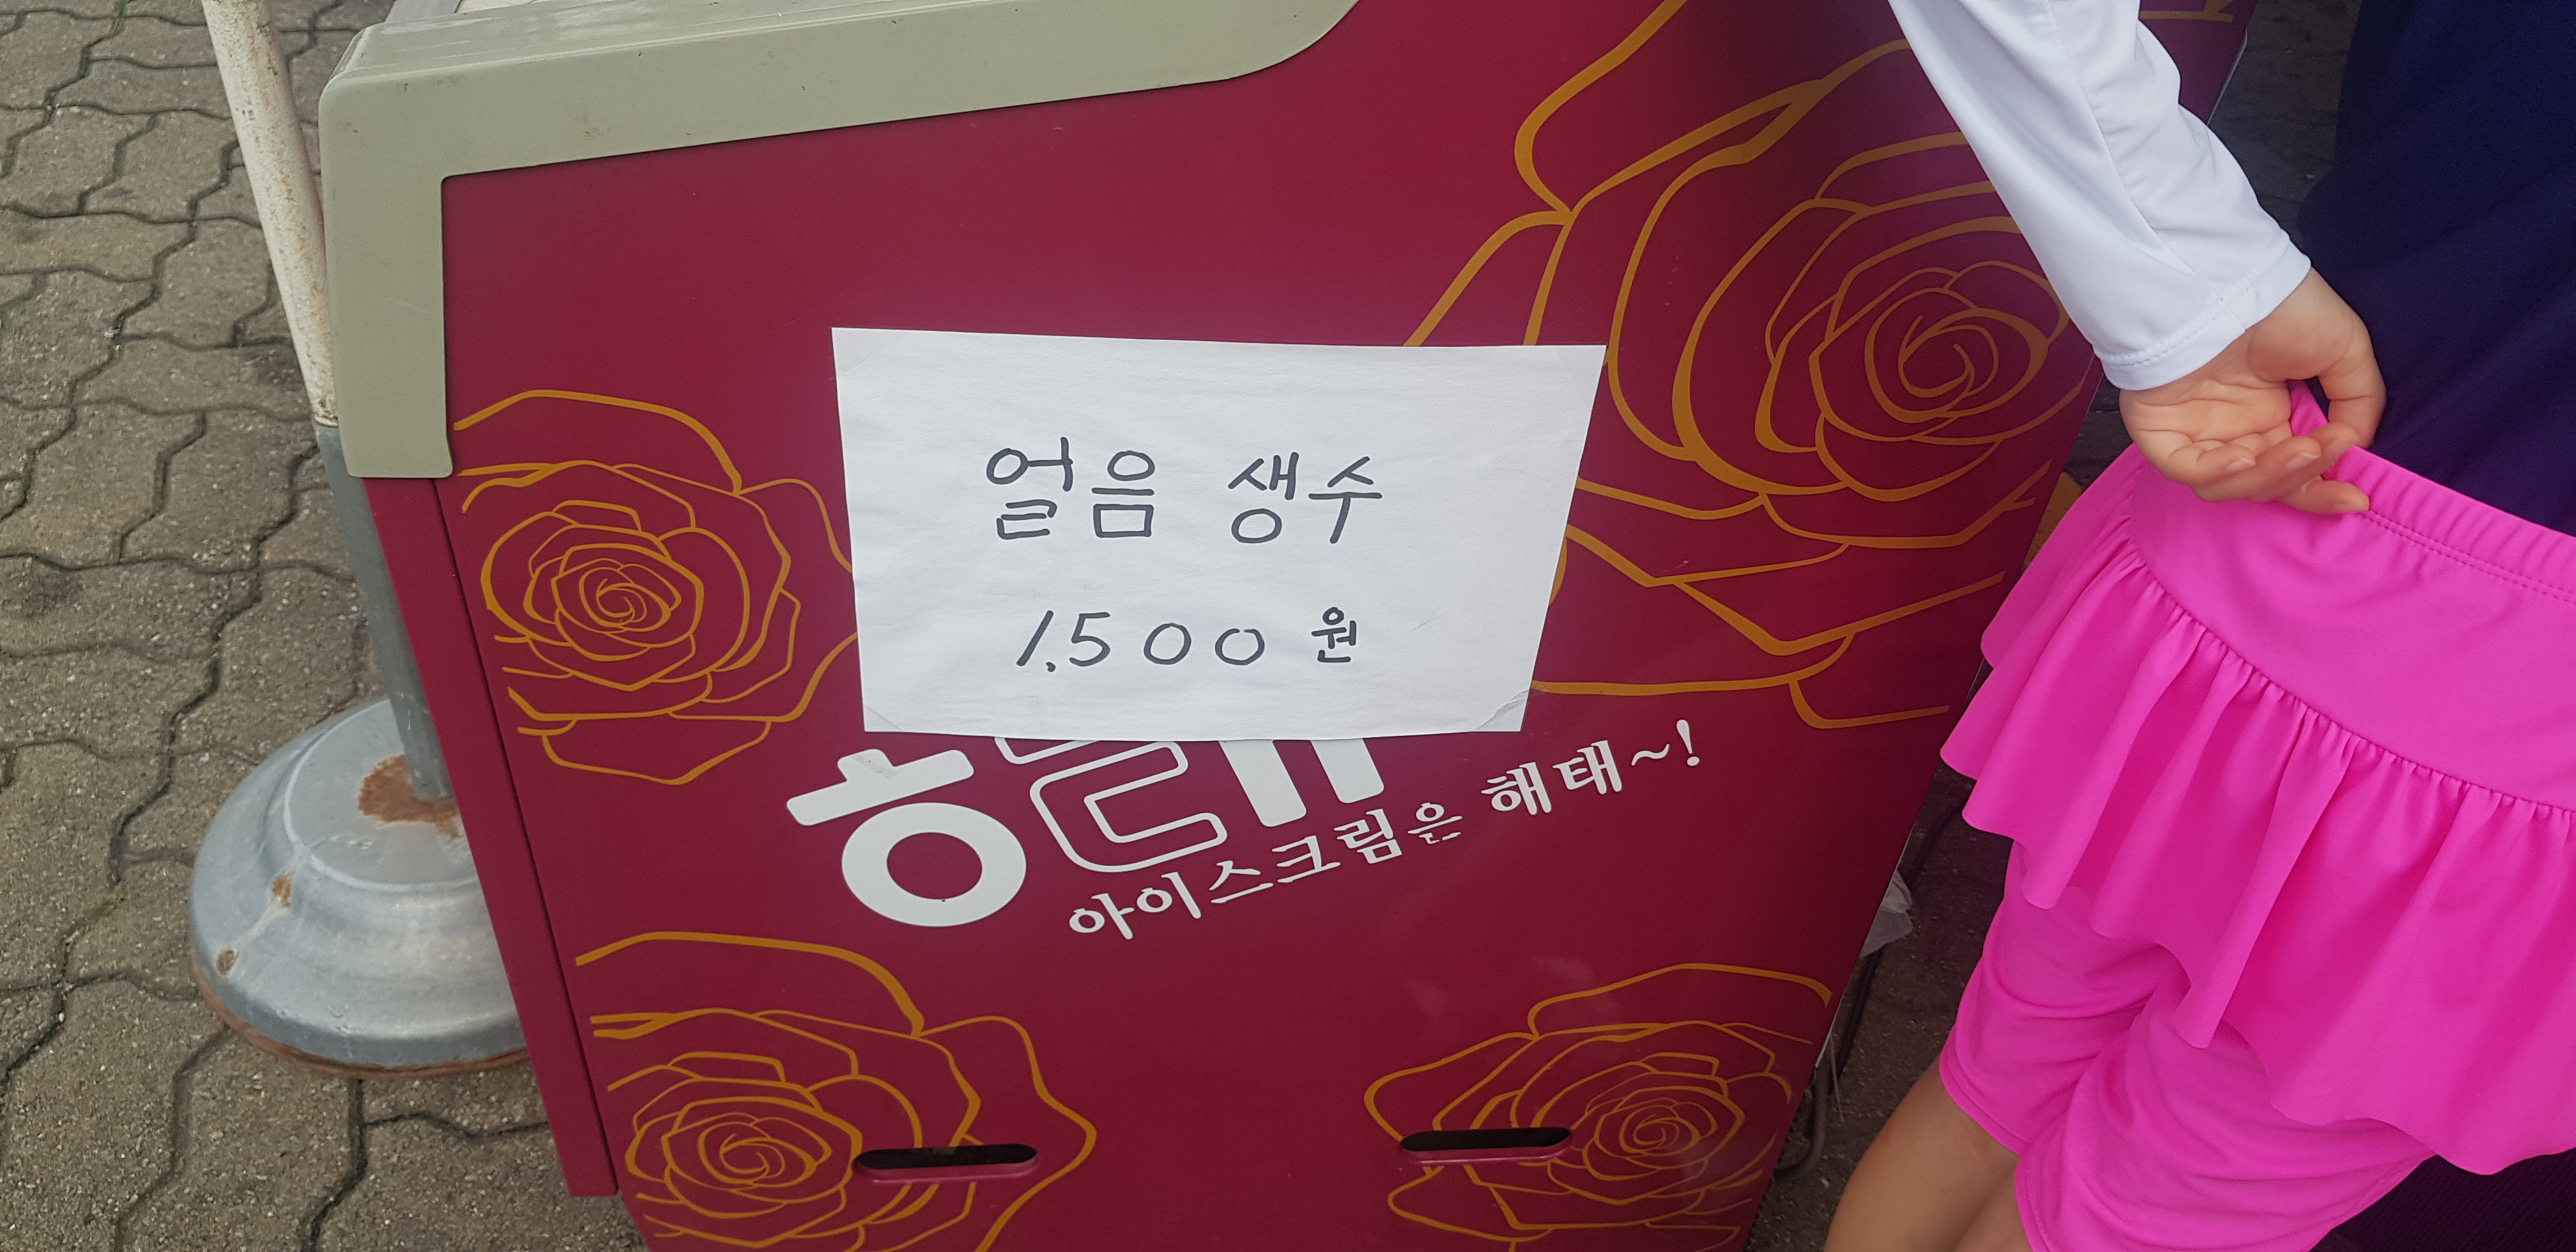 얼음 생수
1,500 원
아이스크림은 해태~!